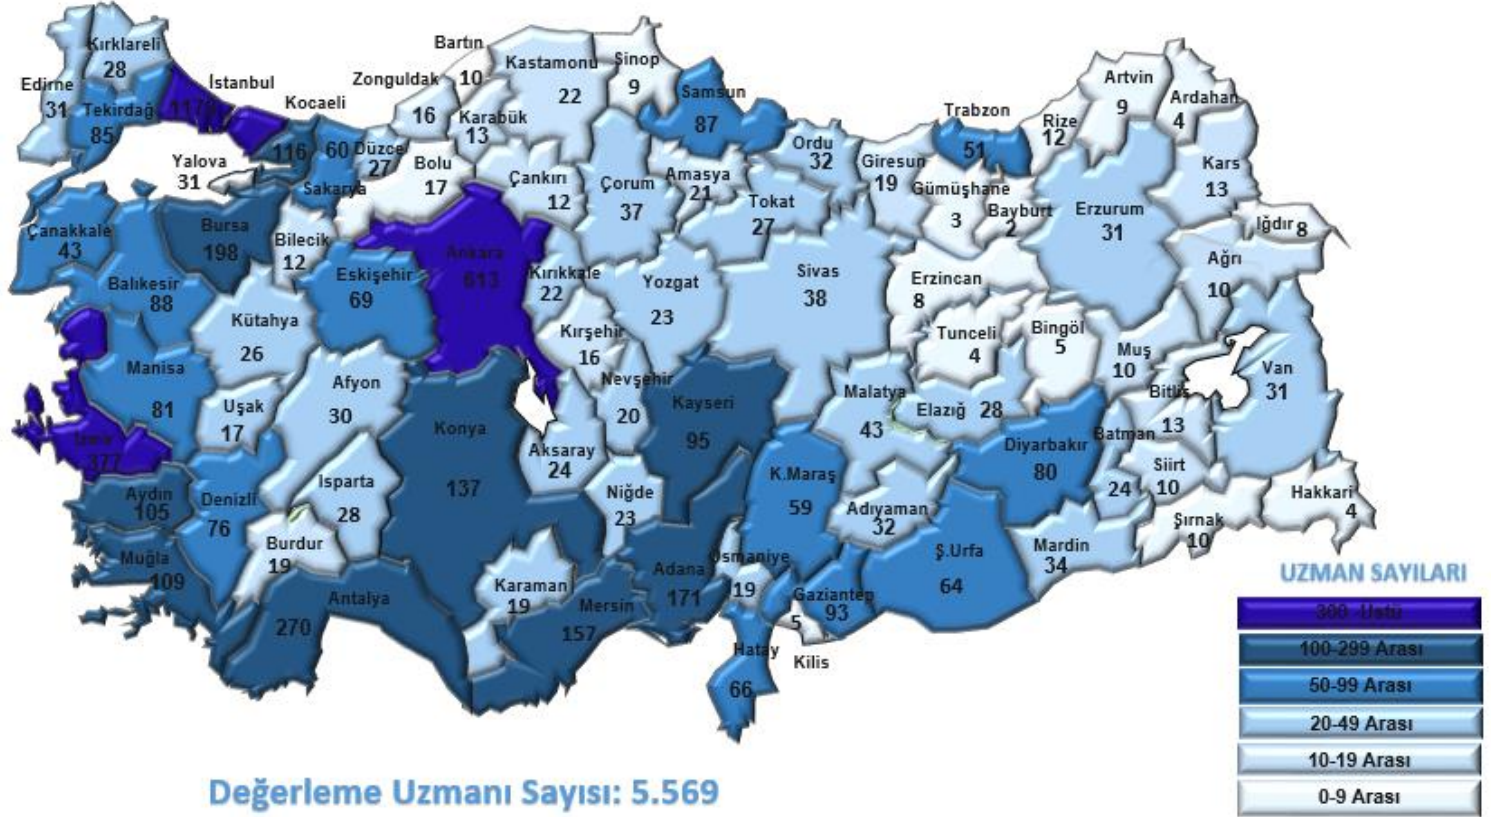 Kırklareli
28
Edirne
31
Tekirdağ
85
İstanbul
Kocaeli
116
60
Sakarya
Düzce
27
Yalova
31
Zonguldak
16
Bartın
10
Karabük
13
Kastamonu
22
Sinop
9
Samsun
87
Bolu
17
Çankırı
12
Çorum
37
Amasya
21
Tokat
27
Ordu
32
Giresun
19
Trabzon
51
Gümüşhane
3
Bayburt
2
Rize
12
Artvin
9
Ardahan
4
Kars
13
Iğdır 8
Ağrı
10
Erzurum
31
Erzincan
8
Çanakkale
43
Balıkesir
88
Bursa
198
Bilecik
12
Eskişehir
69
Ankara
613
Kırıkkale
22
Kırşehir
16
Yozgat
23
Sivas
38
Tunceli
4
Bingöl
5
Muş
10
Bitlis
13
Van
31
Kütahya
26
Manisa
81
İzmir
377
Uşak
17
Afyon
30
Konya
137
Aksaray
24
Nevşehir
20
Kayseri
95
Malatya
43
Elazığ 28
Diyarbakır
80
Batman
24
Siirt
10
Şırnak
10
Hakkari
4
Mardin
34
Ş.Urfa
64
Adıyaman
32
K.Maraş
59
Gaziantep
93
Kilis
5
Hatay
66
Osmaniye
19
Adana
171
Niğde
23
Mersin
157
Karaman
19
Antalya
270
Isparta
28
Burdur
19
Denizli
76
Aydın
105
Muğla
109
UZMAN SAYILARI
300 -Üstü
100-299 Arası
50-99 Arası
20-49 Arası
10-19 Arası
0-9 Arası
Değerleme Uzmanı Sayısı: 5.569